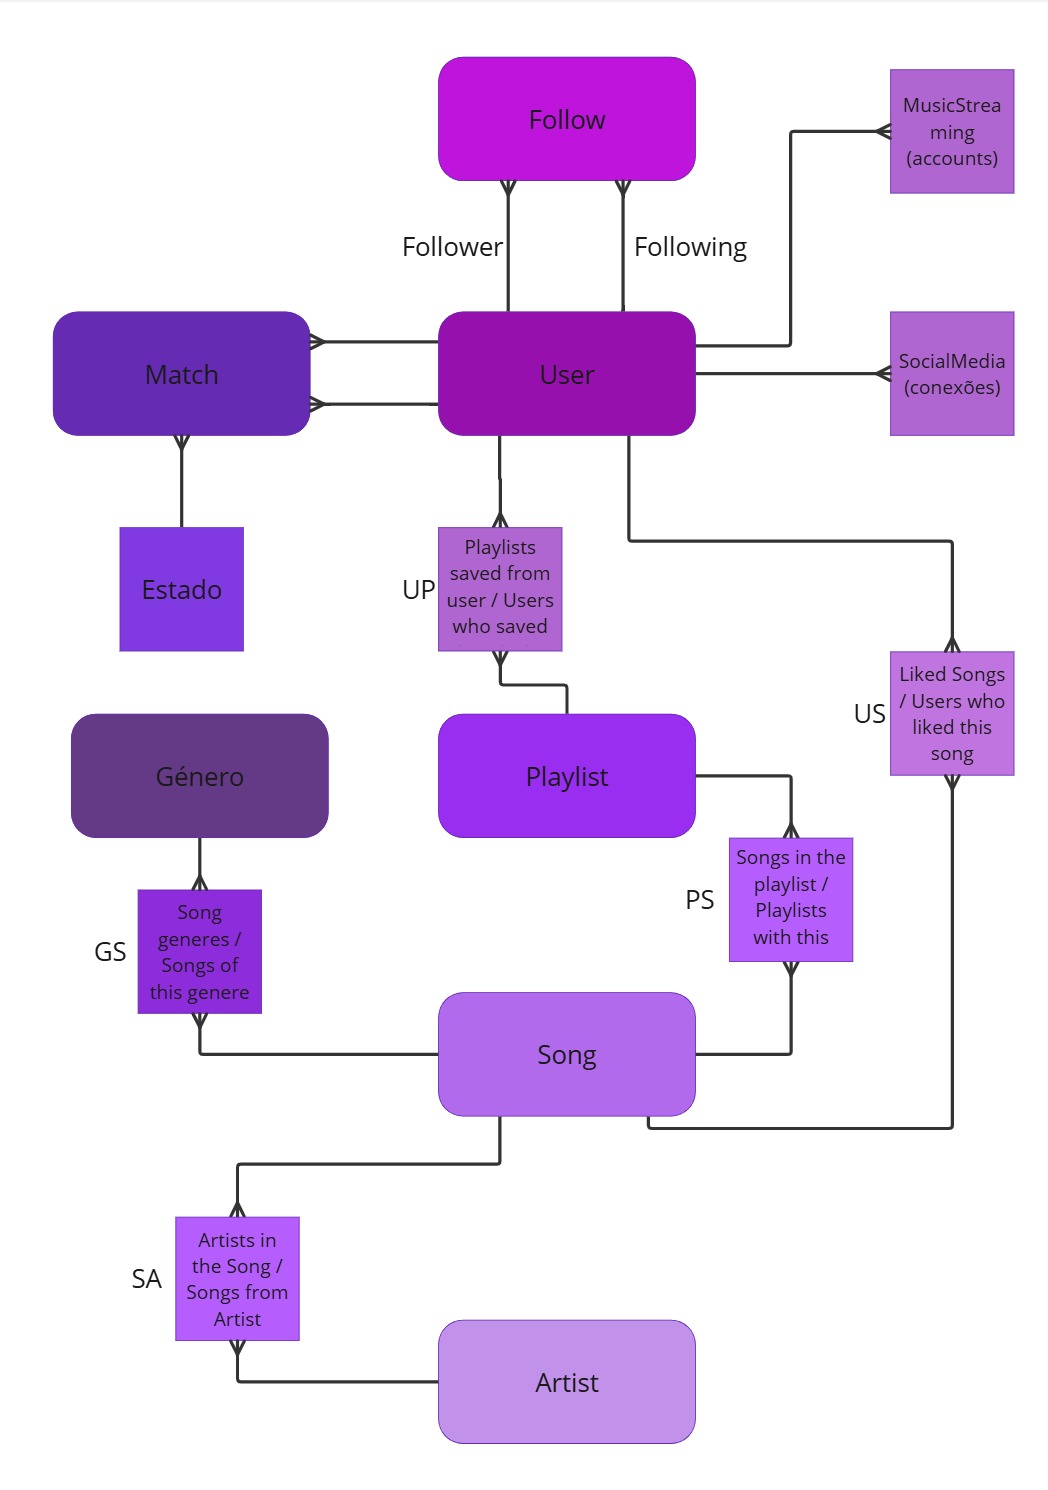 Follow
MusicStrea
ming
(accounts)
Follower
Following
Match
User
SocialMedia
(conexões)
Estado
UP
Playlists
saved from
user / Users
who saved
Liked Songs
/ Users who
liked this
song
US
Género
Playlist
Songs in the
playlist /
Playlists
with this
PS
Song
generes /
Songs of
this genere
GS
Song
Artists in
the Song /
Songs from
Artist
SA
Artist